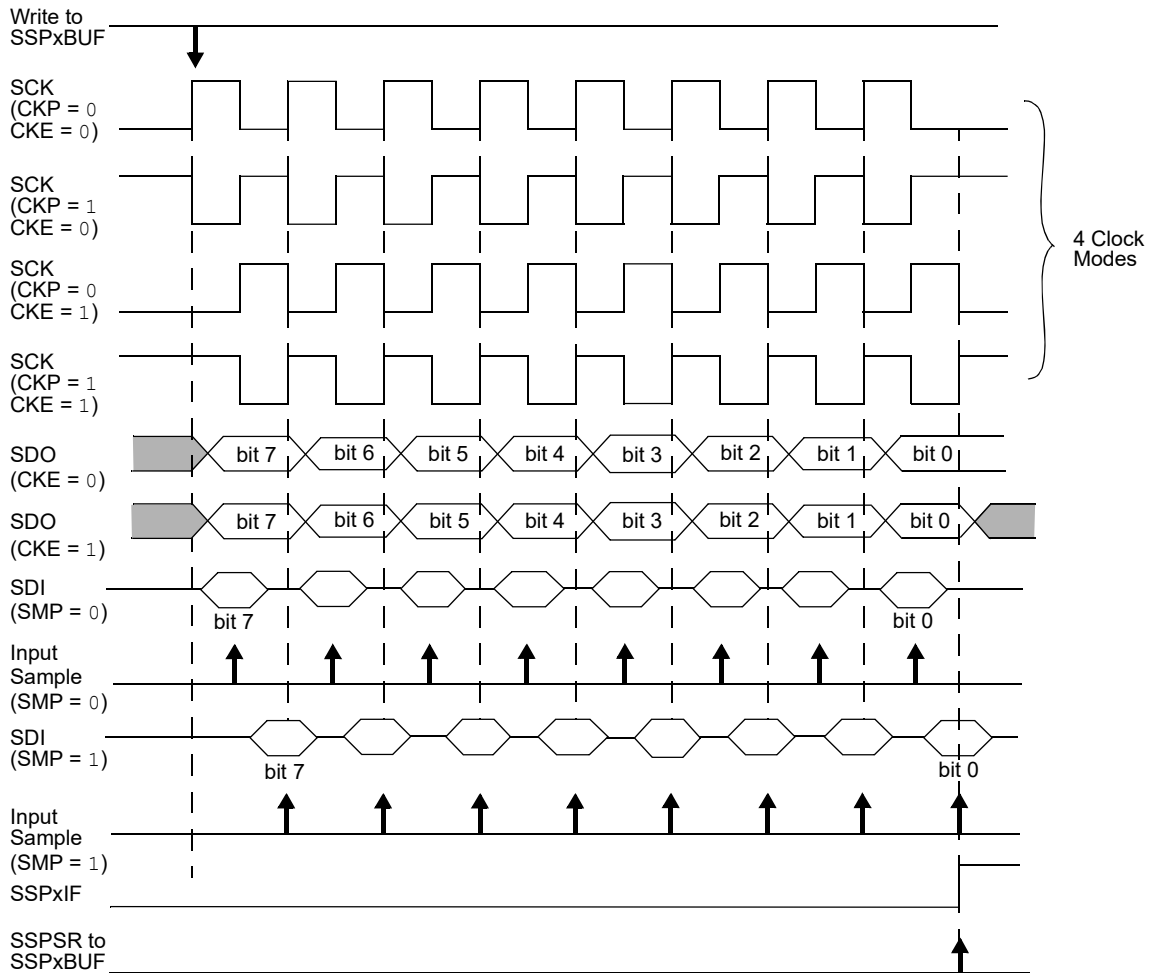 Write to
SSPxBUF
SCK
(CKP = 0
CKE = 0)
SCK
(CKP = 1
CKE = 0)
SCK
(CKP = 0
CKE = 1)
SCK
(CKP = 1
CKE = 1)
4 Clock
Modes
SDO
(CKE = 0)
bit 7 bit 6 bit 5 bit 4 bit 3 bit 2 bit 1 bit 0
SDO
(CKE = 1)
bit 7 bit 6 bit 5 bit 4 bit 3 bit 2 bit 1 bit 0
SDI
(SMP = 0)
bit 7 bit 0
Input
Sample
(SMP = 0)
SDI
(SMP = 1)
bit 7 bit 0
Input
Sample
(SMP = 1)
SSPxIF
SSPSR to
SSPxBUF